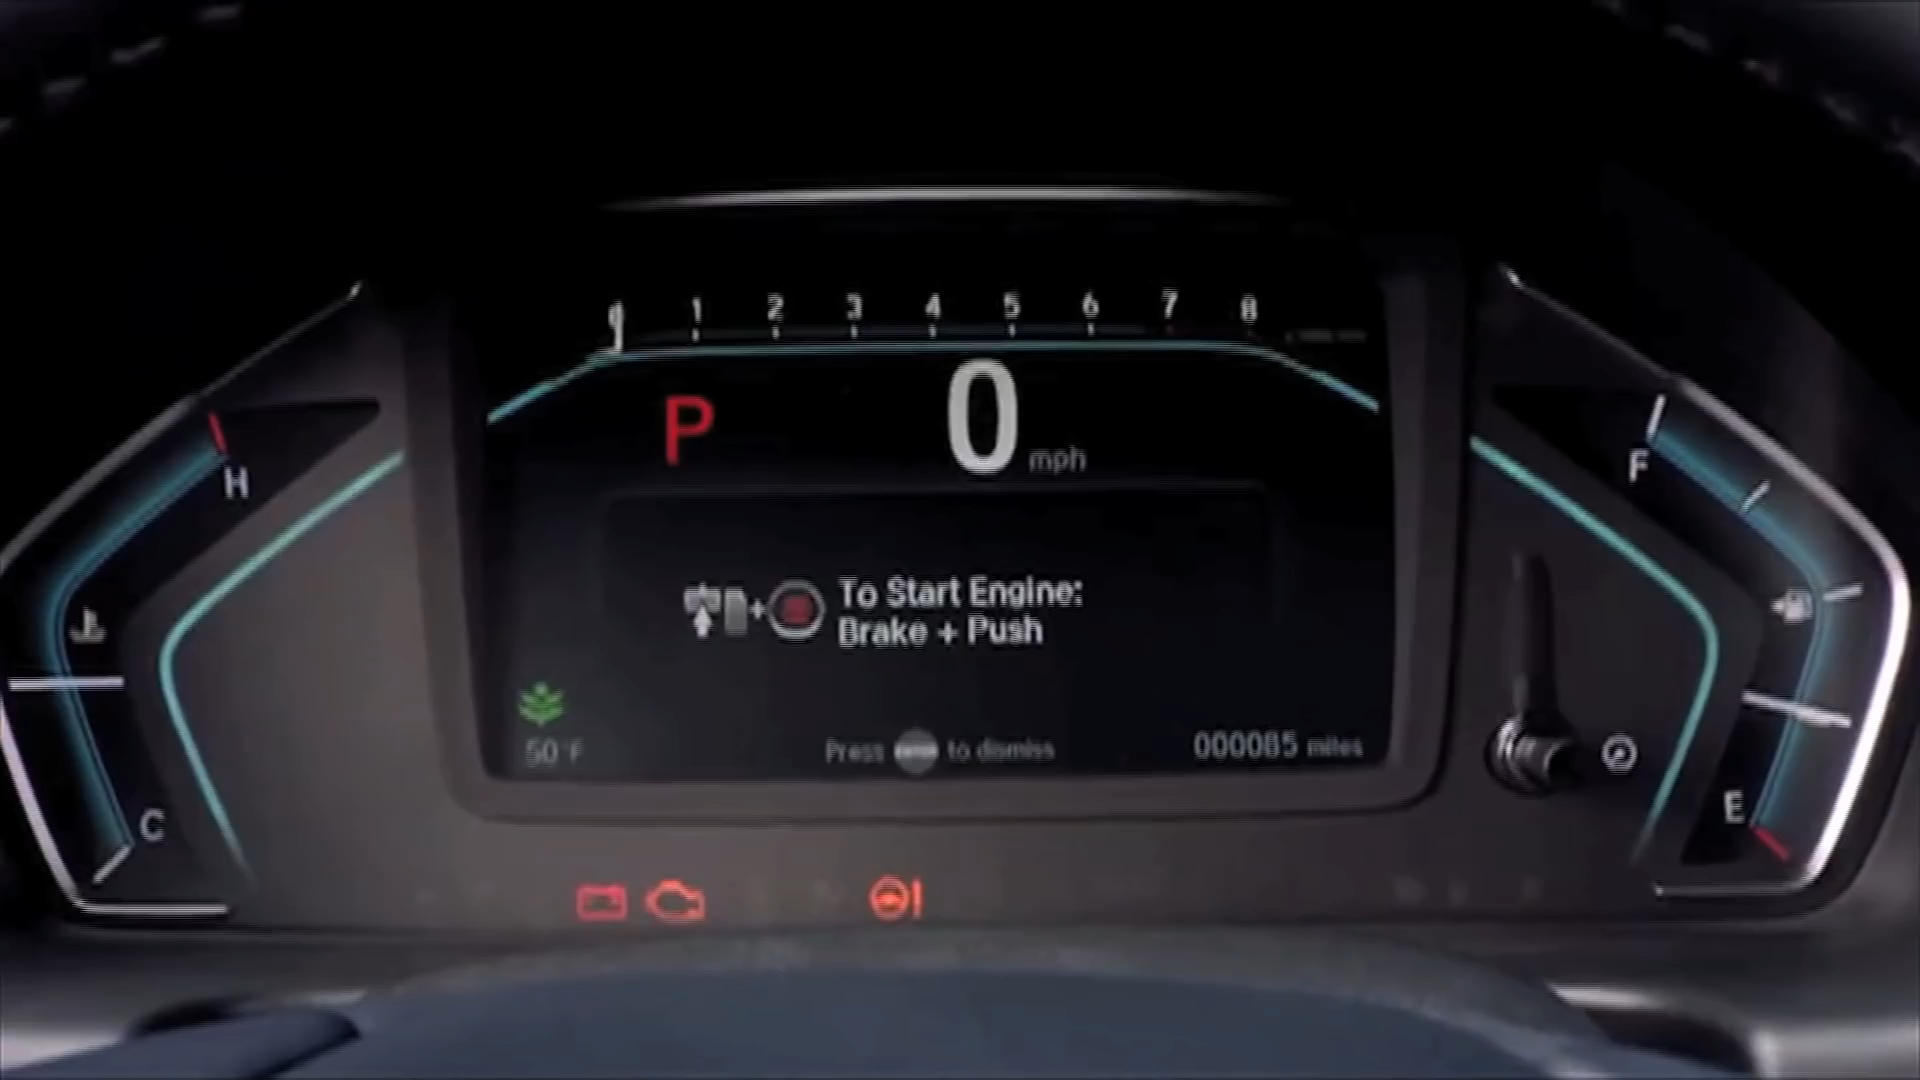 0 1 2 3 4 5 6 7 8
P 0 mph
H
F
To Start Engine:
Brake + Push
50°F
Press to dismiss
000085 miles
C
E